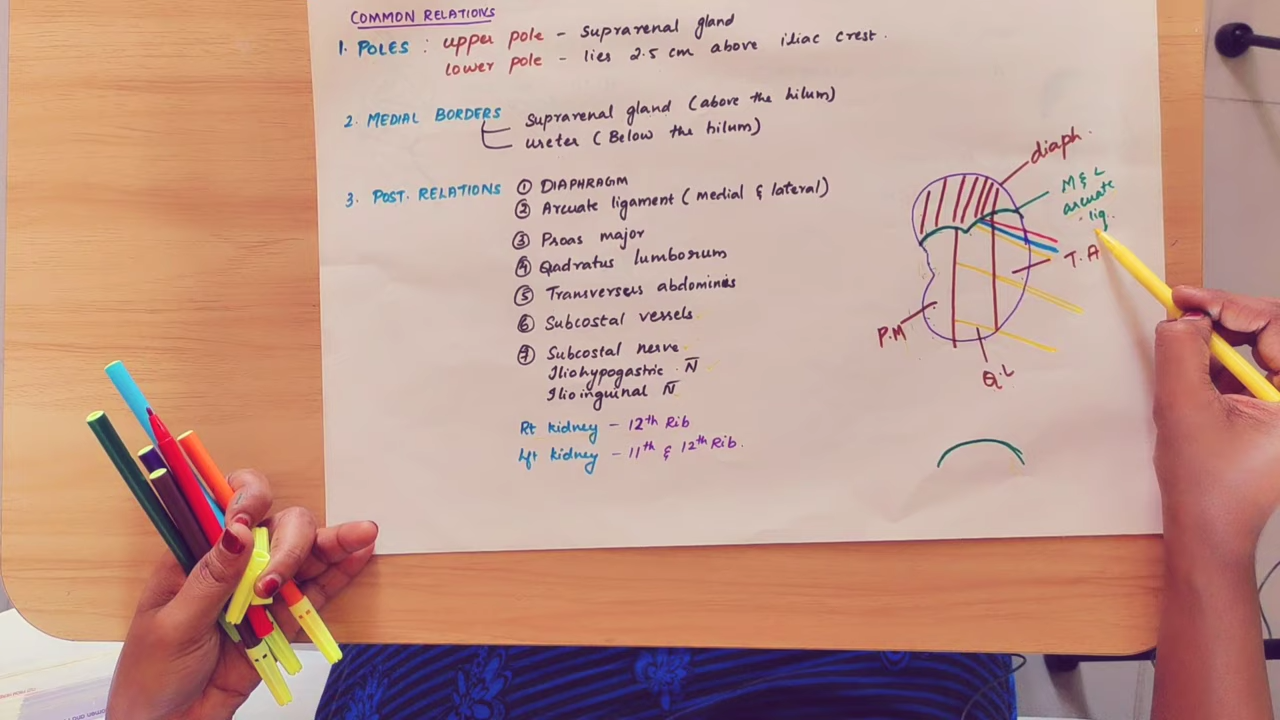 COMMON RELATIONS
1. POLES : upper pole - suprarenal gland
lower pole - lies 2.5 cm above iliac crest.
2. MEDIAL BORDERS
Suprarenal gland (above the hilum)
ureter (Below the hilum)
3. POST. RELATIONS
① DIAPHRAGM
② Arcuate ligament (medial & lateral)
③ Psoas major
④ Qadratus lumborum
⑤ Transversus abdominis
⑥ Subcostal vessels
⑦ Subcostal nerve
Iliohypogastric N̄
Ilioinguinal N̄
Rt kidney - 12th Rib
Lft kidney - 11th & 12th Rib.
diaph.
M & L
arcuate
lig.
T.A
P.M
Q.L